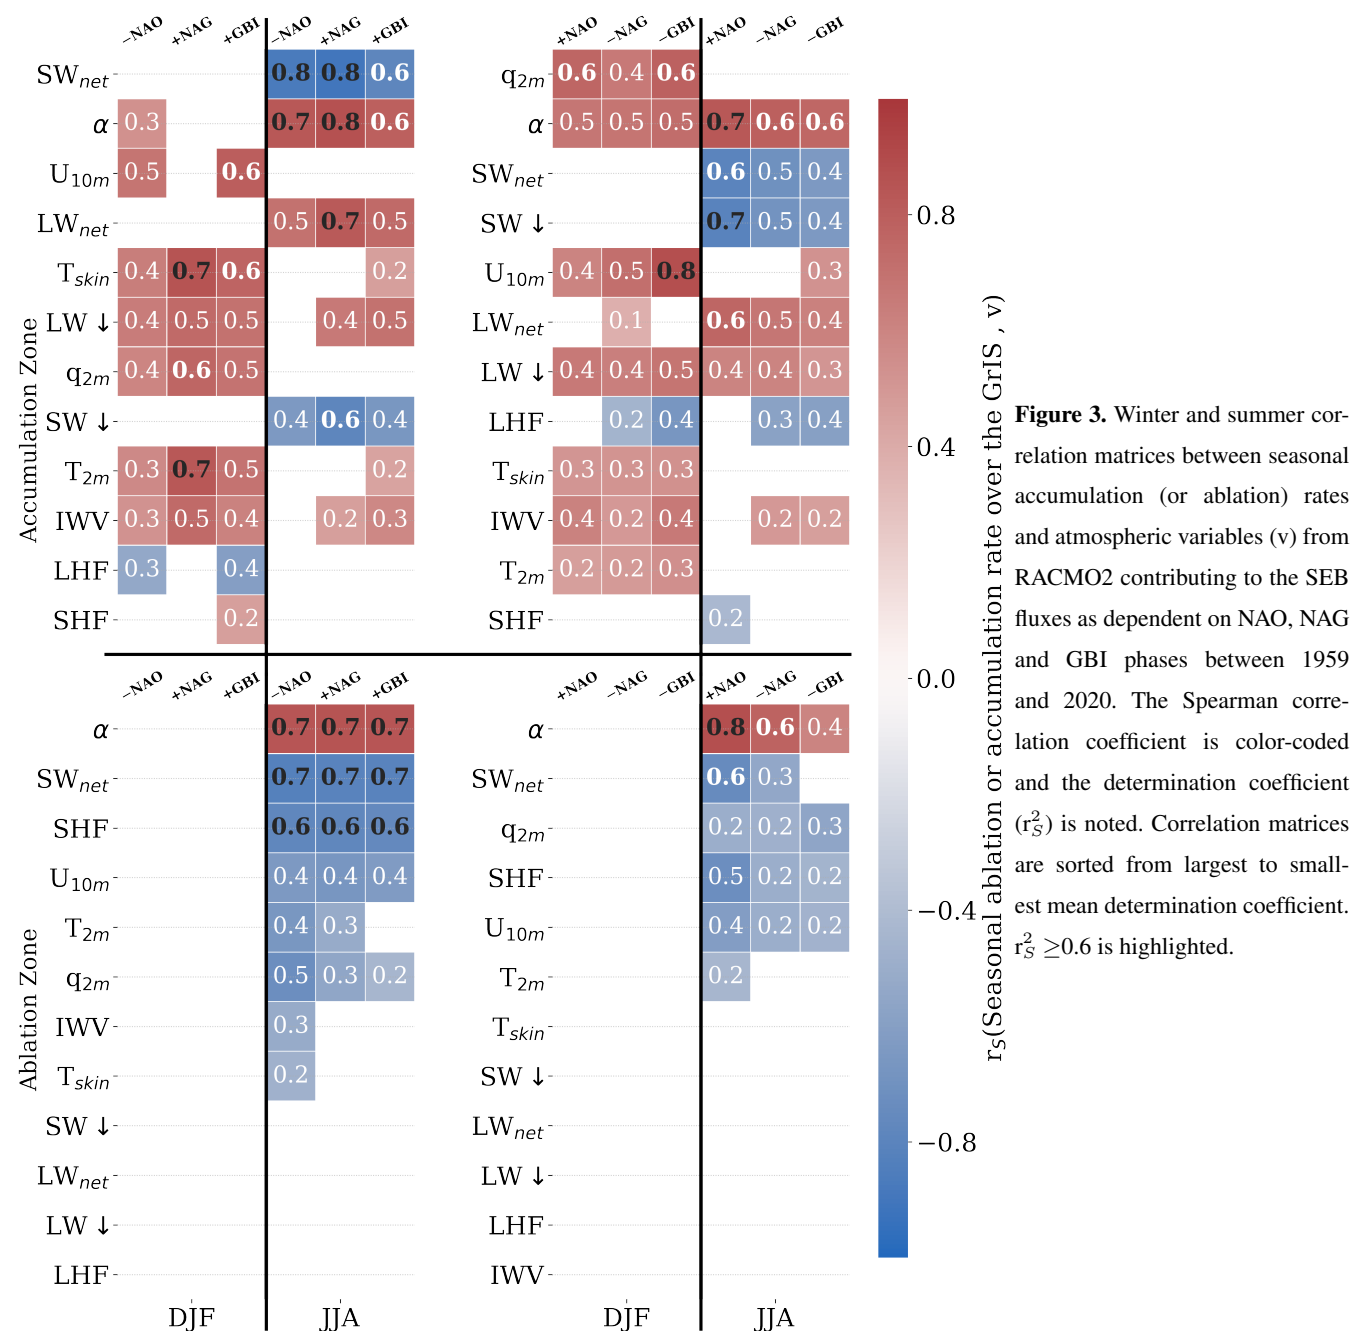 −NAO +NAG +GBI −NAO +NAG +GBI
SWnet 0.8 0.8 0.6
α 0.3 0.7 0.8 0.6
U10m 0.5 0.6
LWnet 0.5 0.7 0.5
Tskin 0.4 0.7 0.6 0.2
LW ↓ 0.4 0.5 0.5 0.4 0.5
q2m 0.4 0.6 0.5
SW ↓ 0.4 0.6 0.4
T2m 0.3 0.7 0.5 0.2
IWV 0.3 0.5 0.4 0.2 0.3
LHF 0.3 0.4
SHF 0.2
Accumulation Zone
+NAO −NAG −GBI +NAO −NAG −GBI
q2m 0.6 0.4 0.6
α 0.5 0.5 0.5 0.7 0.6 0.6
SWnet 0.6 0.5 0.4
SW ↓ 0.7 0.5 0.4
U10m 0.4 0.5 0.8 0.3
LWnet 0.1 0.6 0.5 0.4
LW ↓ 0.4 0.4 0.5 0.4 0.4 0.3
LHF 0.2 0.4 0.3 0.4
Tskin 0.3 0.3 0.3
IWV 0.4 0.2 0.4 0.2 0.2
T2m 0.2 0.2 0.3
SHF 0.2
−NAO +NAG +GBI −NAO +NAG +GBI
α 0.7 0.7 0.7
SWnet 0.7 0.7 0.7
SHF 0.6 0.6 0.6
U10m 0.4 0.4 0.4
T2m 0.4 0.3
q2m 0.5 0.3 0.2
IWV 0.3
Tskin 0.2
SW ↓
LWnet
LW ↓
LHF
Ablation Zone
DJF JJA
+NAO −NAG −GBI +NAO −NAG −GBI
α 0.8 0.6 0.4
SWnet 0.6 0.3
q2m 0.2 0.2 0.3
SHF 0.5 0.2 0.2
U10m 0.4 0.2 0.2
T2m 0.2
Tskin
SW ↓
LWnet
LW ↓
LHF
IWV
DJF JJA
0.8
0.4
0.0
−0.4
−0.8
rS(Seasonal ablation or accumulation rate over the GrIS , v)
Figure 3. Winter and summer cor-
relation matrices between seasonal
accumulation (or ablation) rates
and atmospheric variables (v) from
RACMO2 contributing to the SEB
fluxes as dependent on NAO, NAG
and GBI phases between 1959
and 2020. The Spearman corre-
lation coefficient is color-coded
and the determination coefficient
(r²S) is noted. Correlation matrices
are sorted from largest to small-
est mean determination coefficient.
r²S ≥0.6 is highlighted.